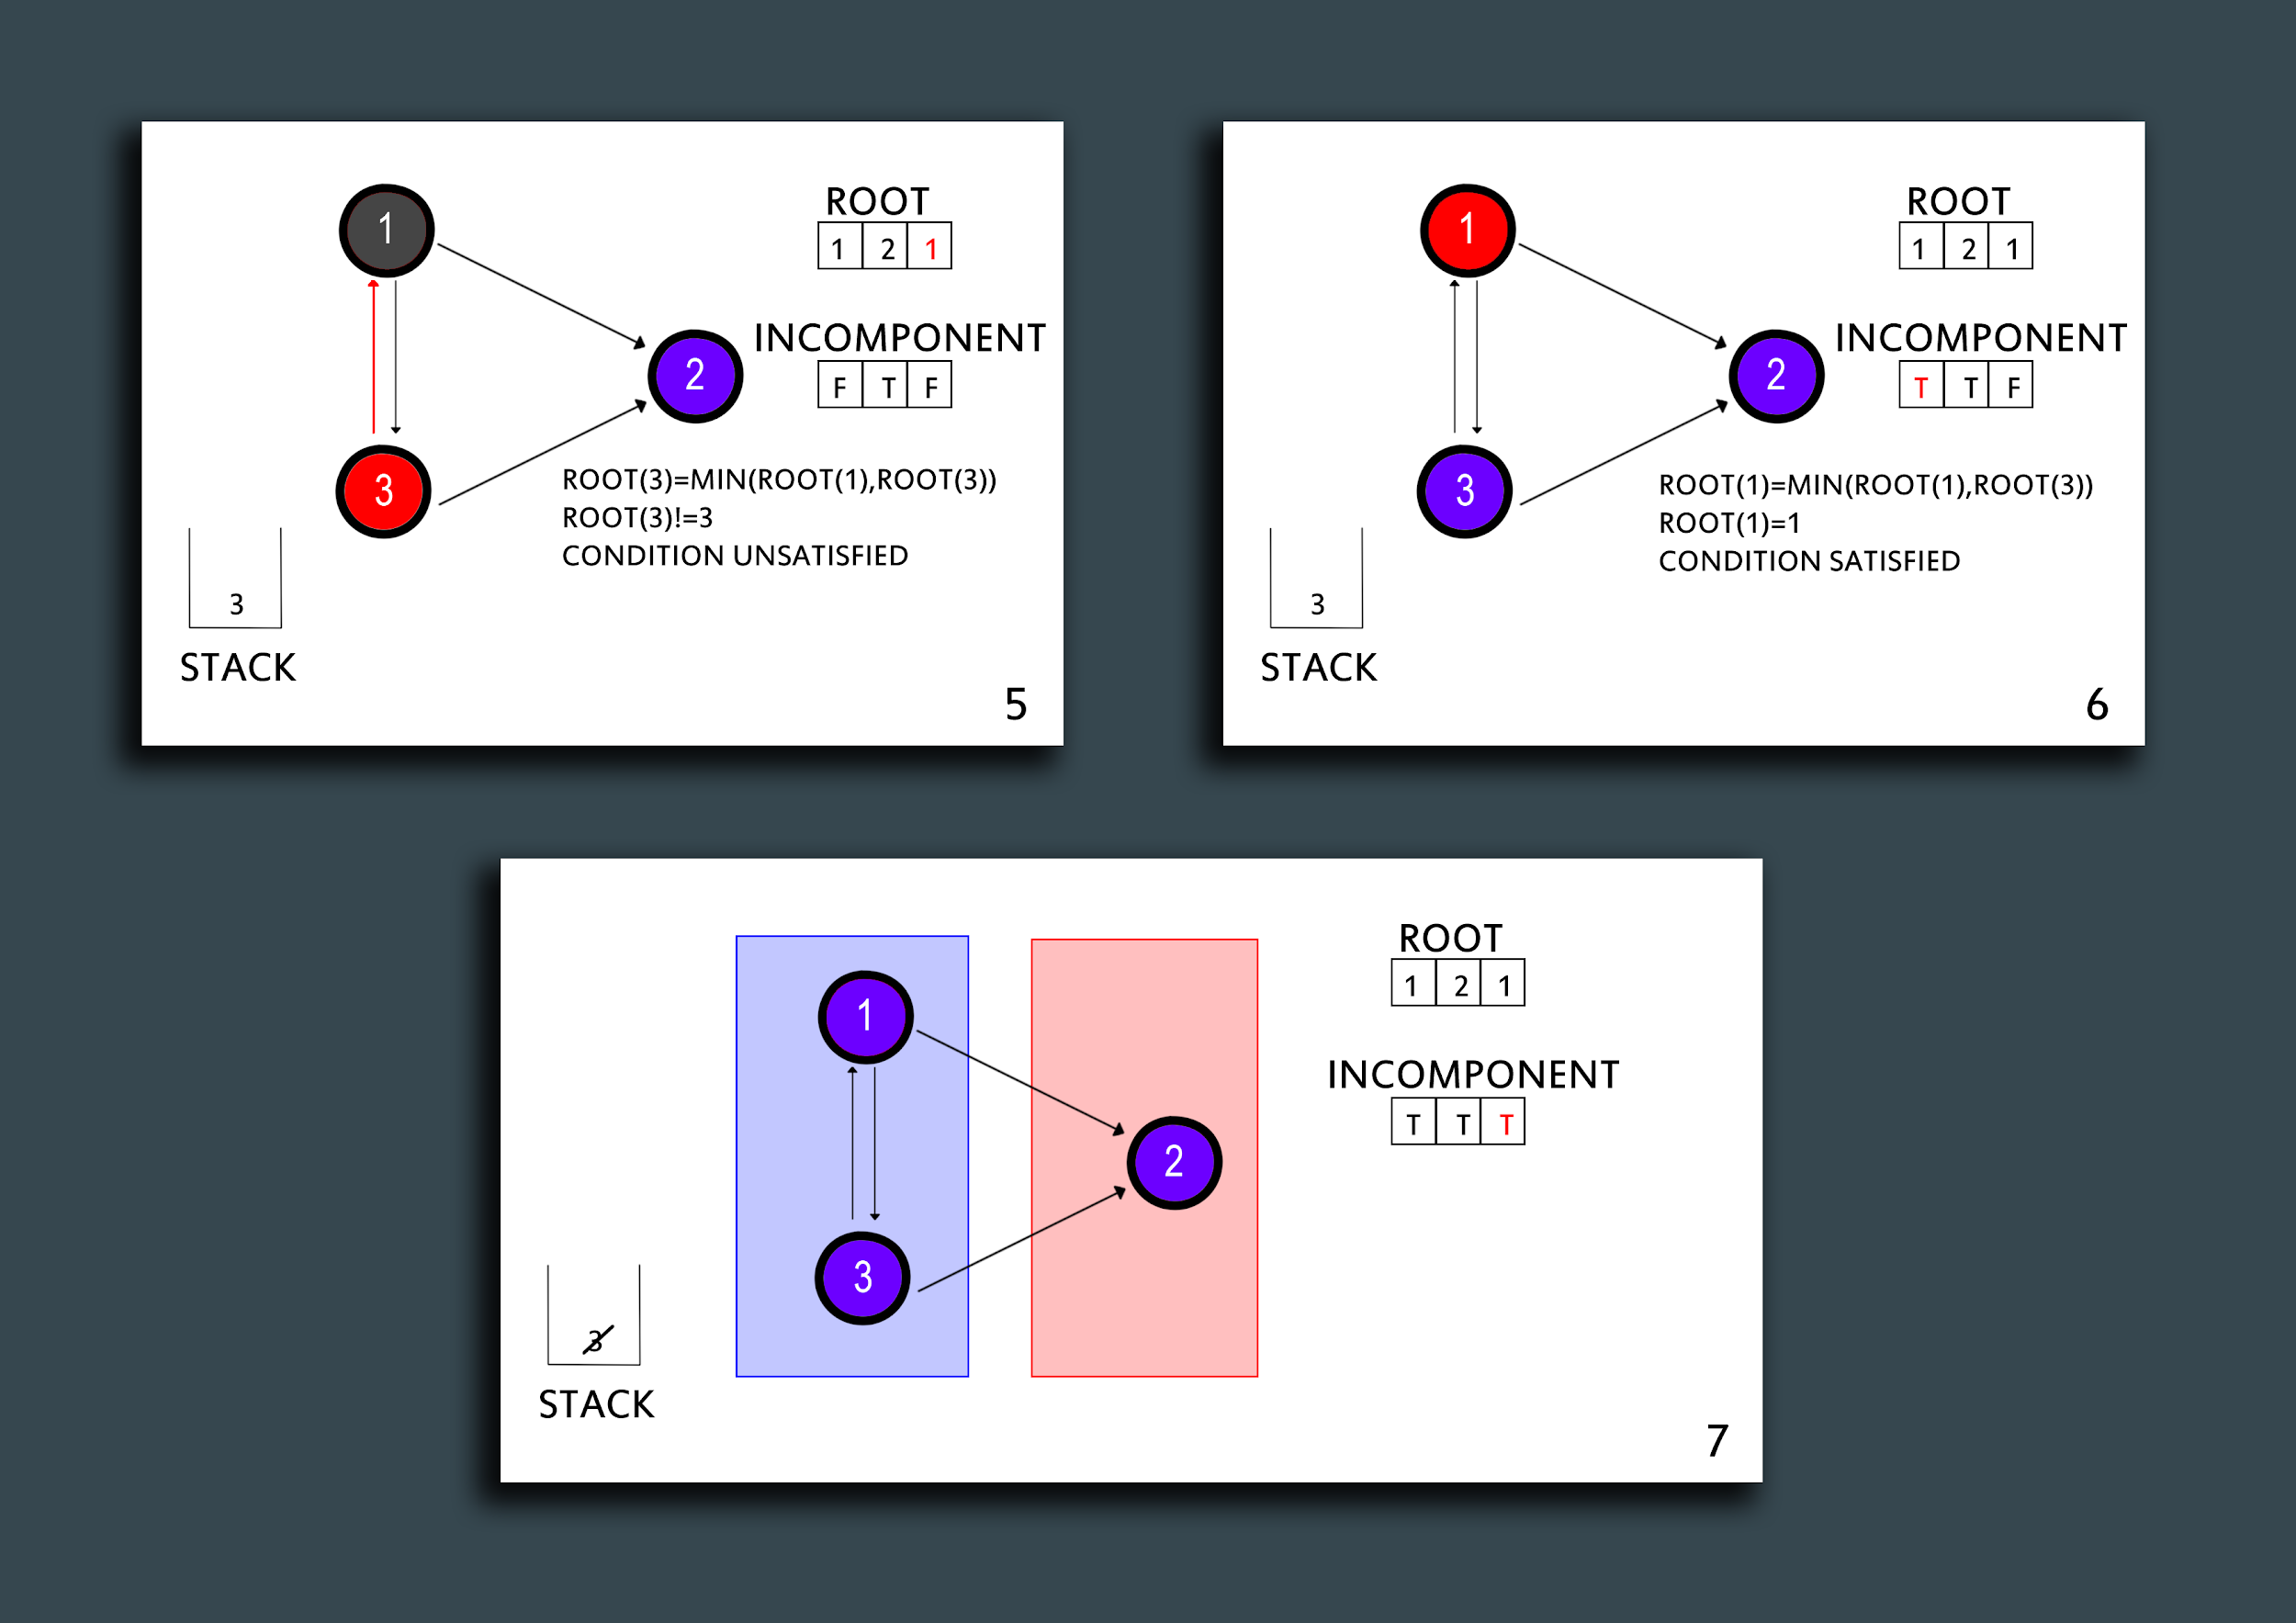 1
ROOT
1 2 1
2
INCOMPONENT
F T F
3
ROOT(3)=MIN(ROOT(1),ROOT(3))
ROOT(3)!=3
CONDITION UNSATISFIED
3
STACK
5
1
ROOT
1 2 1
2
INCOMPONENT
T T F
3
ROOT(1)=MIN(ROOT(1),ROOT(3))
ROOT(1)=1
CONDITION SATISFIED
3
STACK
6
ROOT
1 2 1
1
INCOMPONENT
T T T
2
3
3
STACK
7